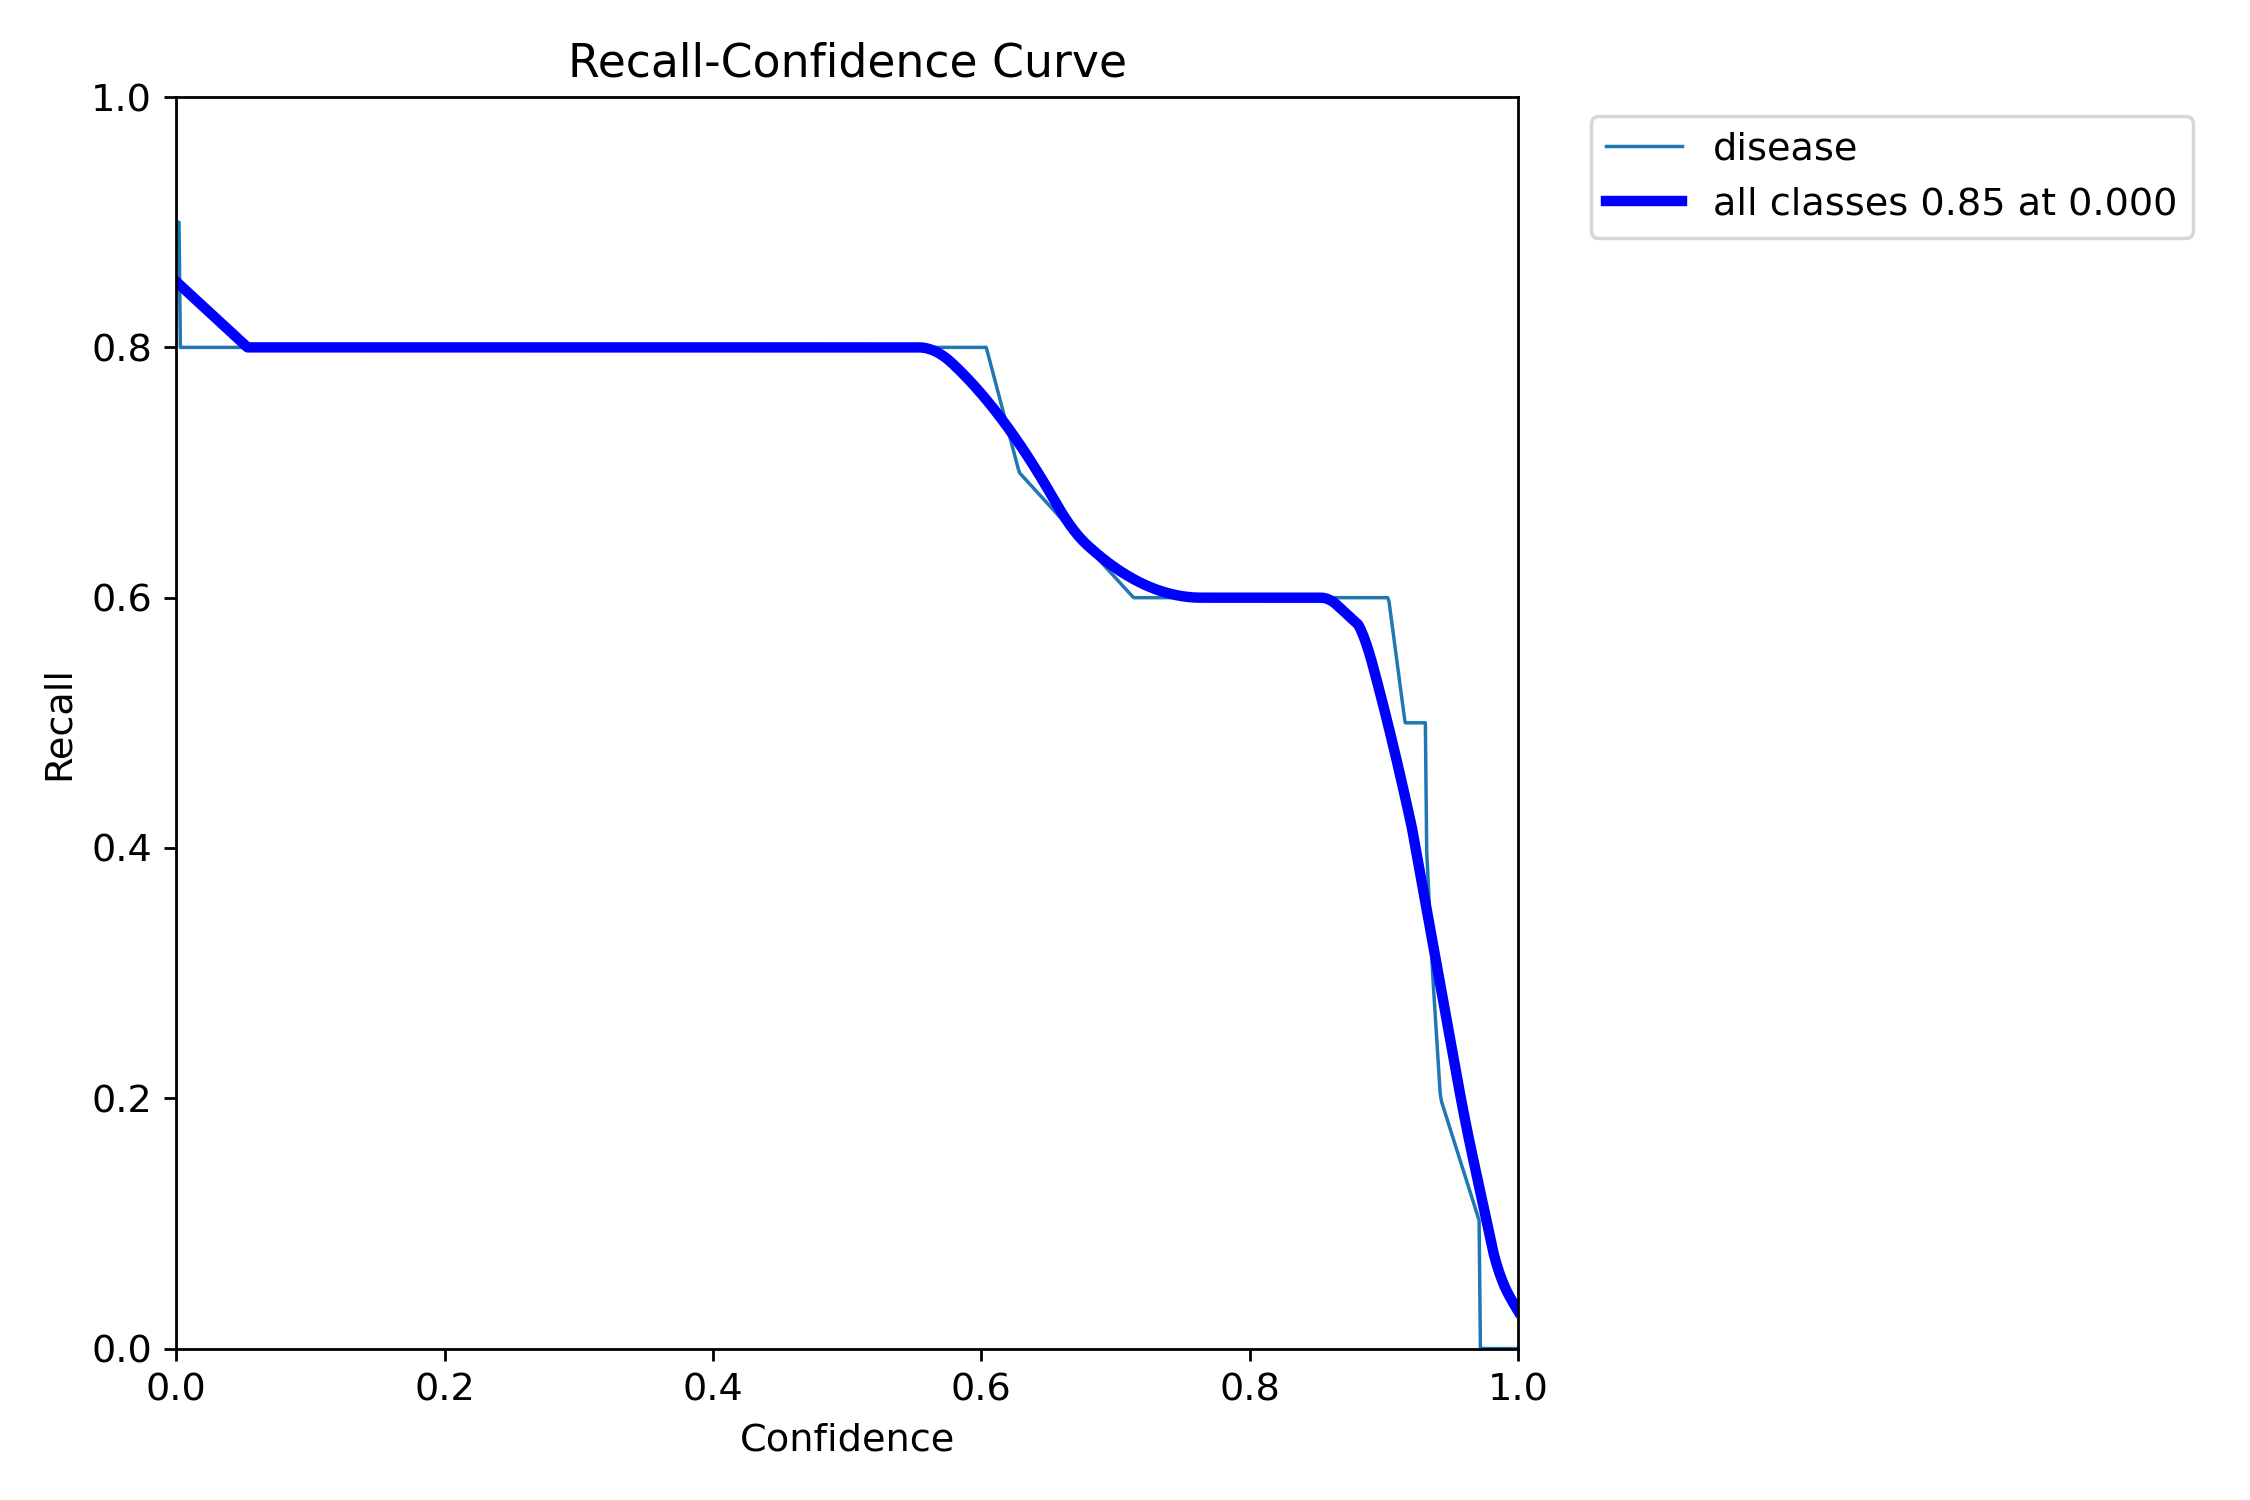 Recall-Confidence Curve
1.0
0.8
0.6
0.4
0.2
0.0
Recall
0.0 0.2 0.4 0.6 0.8 1.0
Confidence
disease
all classes 0.85 at 0.000